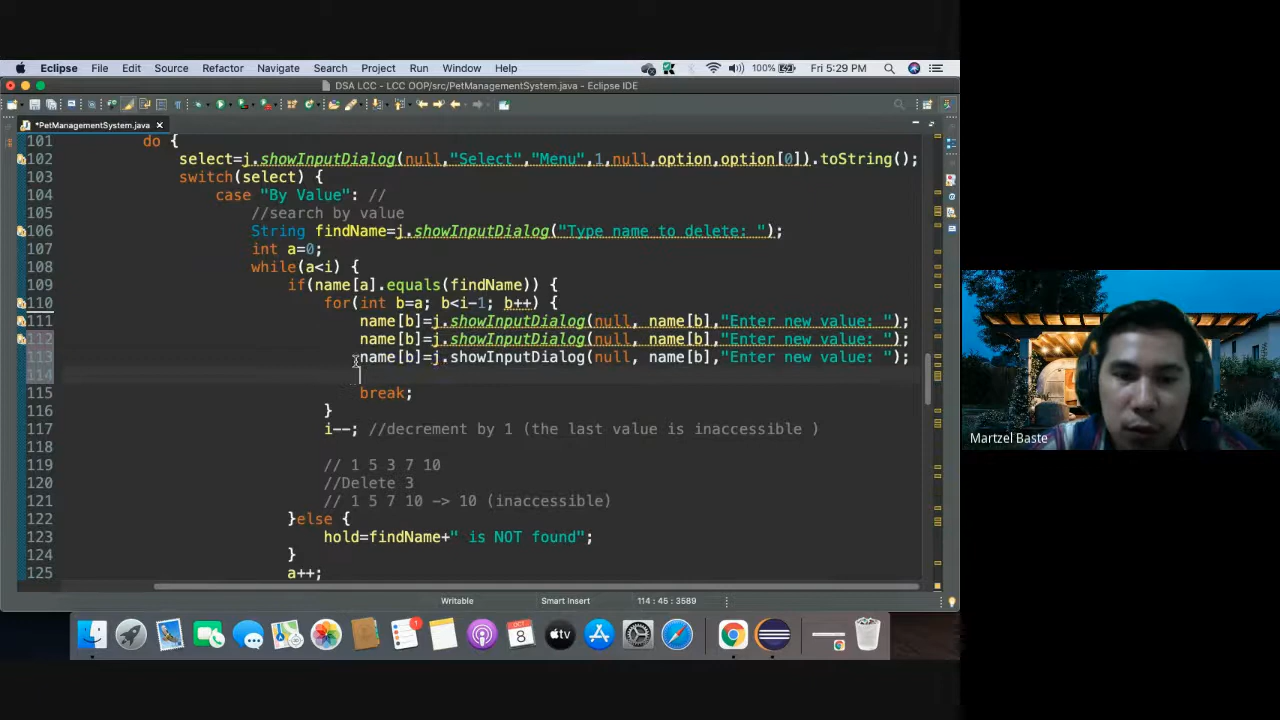 Eclipse File Edit Source Refactor Navigate Search Project Run Window Help 100% Fri 5:29 PM
DSA LCC - LCC OOP/src/PetManagementSystem.java - Eclipse IDE
*PetManagementSystem.java
101 do {
102 select=j.showInputDialog(null,"Select","Menu",1,null,option,option[0]).toString();
103 switch(select) {
104 case "By Value": //
105 //search by value
106 String findName=j.showInputDialog("Type name to delete: ");
107 int a=0;
108 while(a<i) {
109 if(name[a].equals(findName)) {
110 for(int b=a; b<i-1; b++) {
111 name[b]=j.showInputDialog(null, name[b],"Enter new value: ");
112 name[b]=j.showInputDialog(null, name[b],"Enter new value: ");
113 name[b]=j.showInputDialog(null, name[b],"Enter new value: ");
114
115 break;
116 }
117 i--; //decrement by 1 (the last value is inaccessible )
118
119 // 1 5 3 7 10
120 //Delete 3
121 // 1 5 7 10 -> 10 (inaccessible)
122 }else {
123 hold=findName+" is NOT found";
124 }
125 a++;
Writable Smart Insert 114 : 45 : 3589
OCT
8
tv
1
Martzel Baste